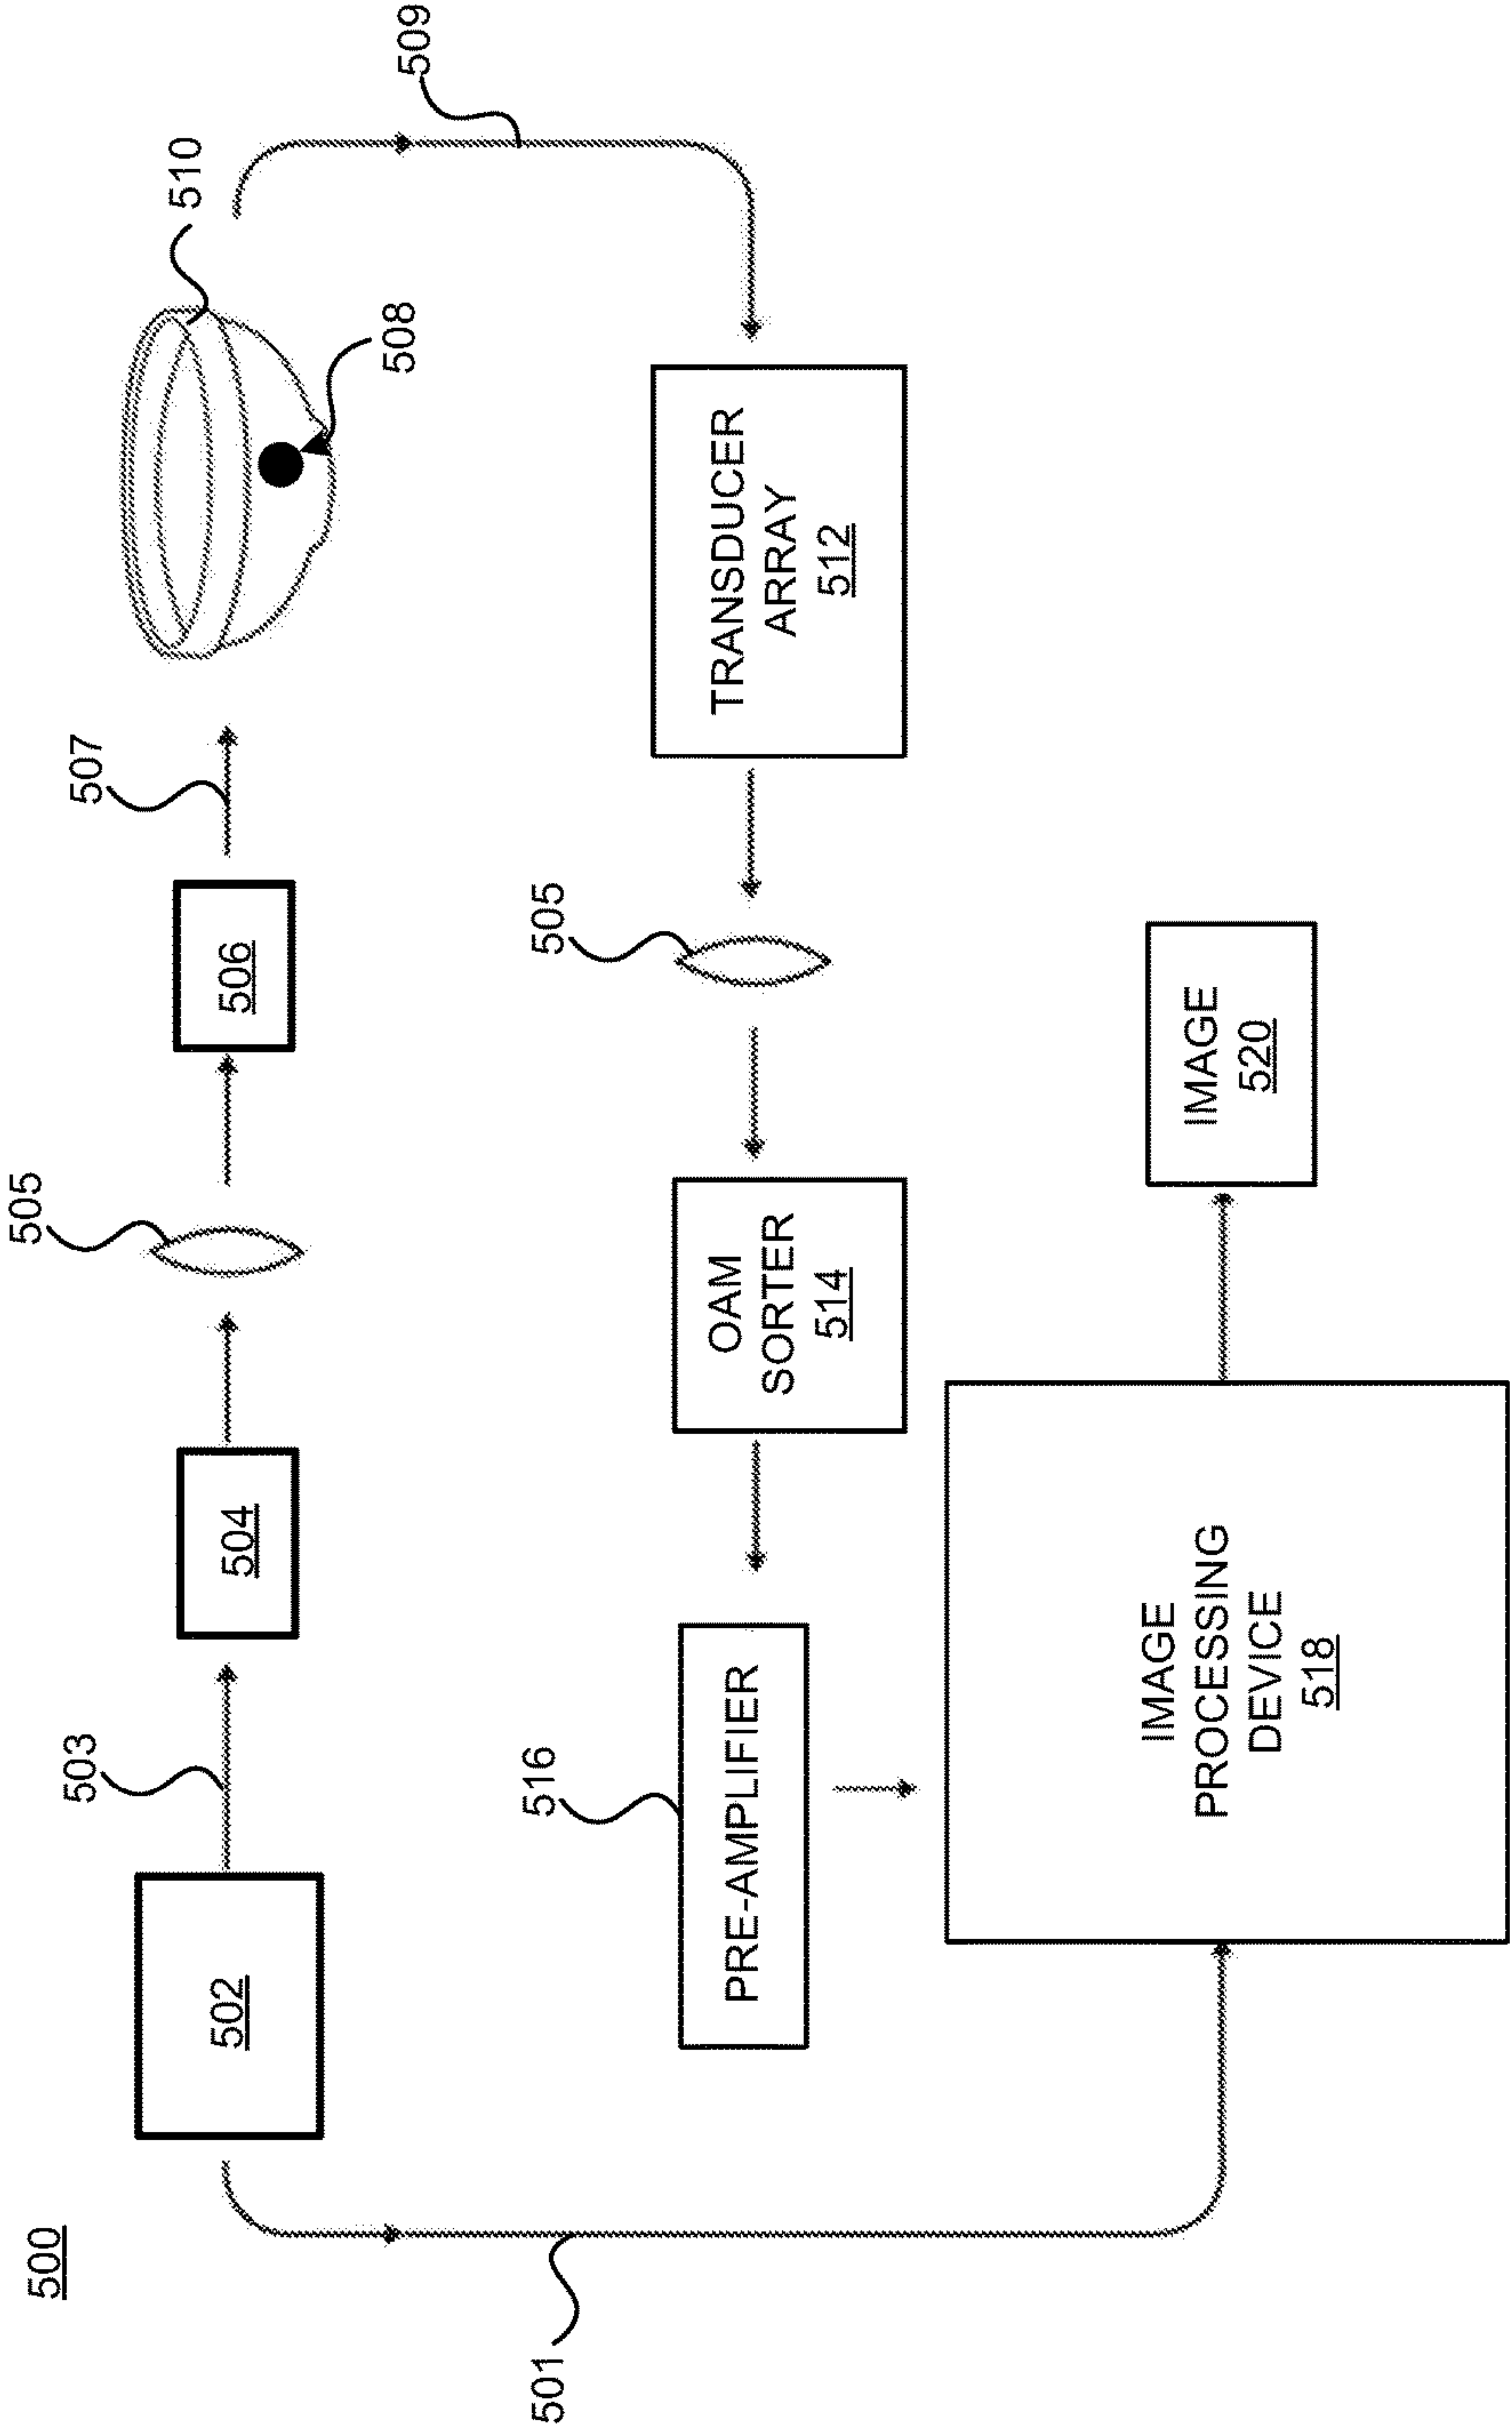 500
501
502
503
504
505
506
507
508
510
509
TRANSDUCER
ARRAY
512
505
OAM
SORTER
514
516
PRE-AMPLIFIER
IMAGE
PROCESSING
DEVICE
518
IMAGE
520